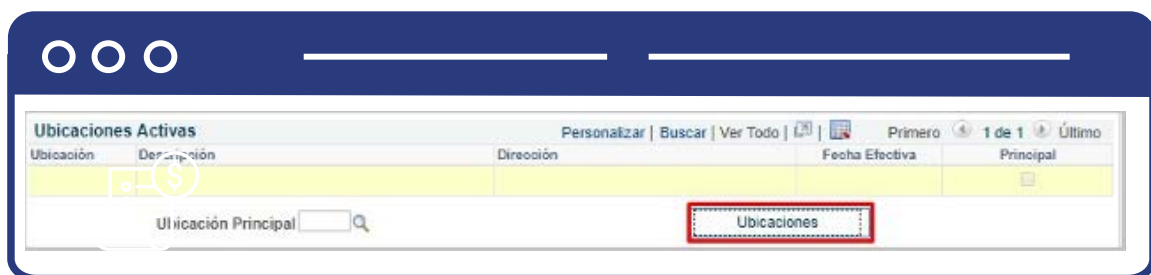 Ubicaciones Activas Personalizar | Buscar | Ver Todo | | Primero 1 de 1 Último
Ubicación Descripción Dirección Fecha Efectiva Principal
Ubicación Principal Ubicaciones